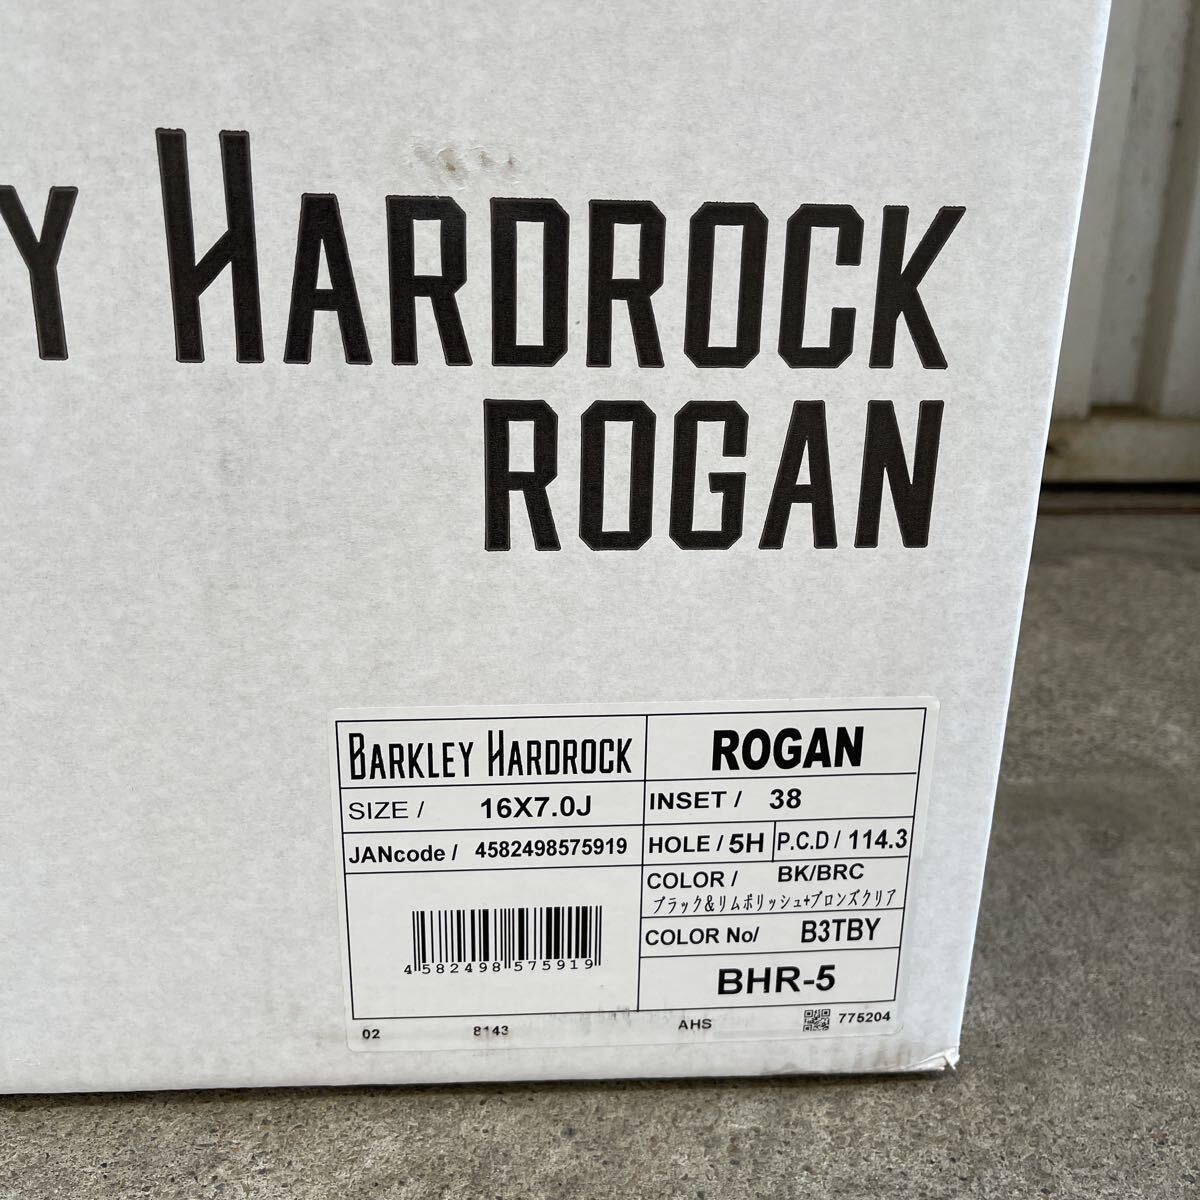 Y HARDROCK
ROGAN
BARKLEY HARDROCK
ROGAN
SIZE / 16X7.0J
INSET / 38
JANcode / 4582498575919
HOLE / 5H
P.C.D / 114.3
COLOR / BK/BRC
ブラック&リムポリッシュ+ブロンズクリア
COLOR No/ B3TBY
4582498575919
BHR-5
02 8143 AHS 775204